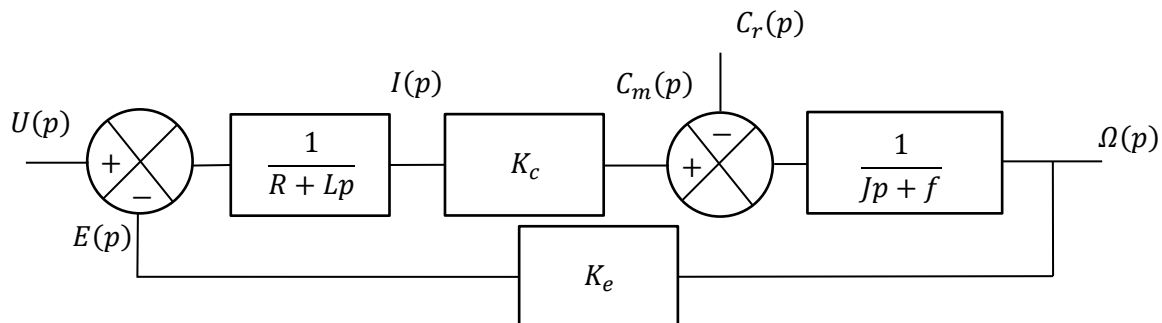 C_r(p)
I(p)
C_m(p)
U(p)
Ω(p)
+
−
1/(R + Lp)
K_c
+
−
1/(Jp + f)
E(p)
K_e